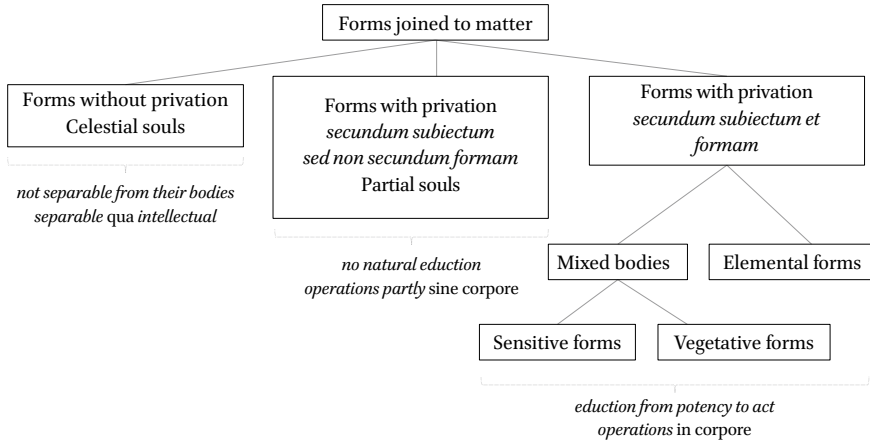 Forms joined to matter
Forms without privation
Celestial souls
not separable from their bodies
separable qua intellectual
Forms with privation
secundum subiectum
sed non secundum formam
Partial souls
no natural eduction
operations partly sine corpore
Forms with privation
secundum subiectum et
formam
Mixed bodies
Elemental forms
Sensitive forms
Vegetative forms
eduction from potency to act
operations in corpore